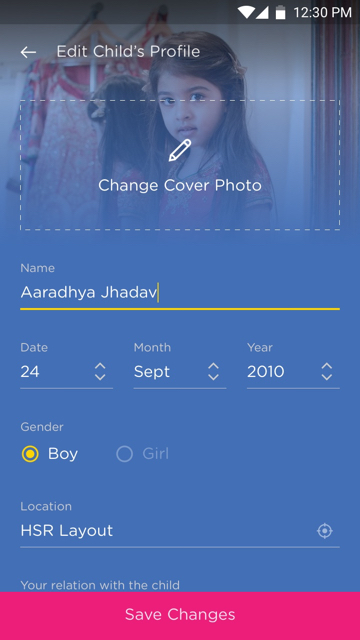 12:30 PM
Edit Child's Profile
Change Cover Photo
Name
Aaradhya Jhadav
Date Month Year
24 Sept 2010
Gender
Boy Girl
Location
HSR Layout
Your relation with the child
Save Changes